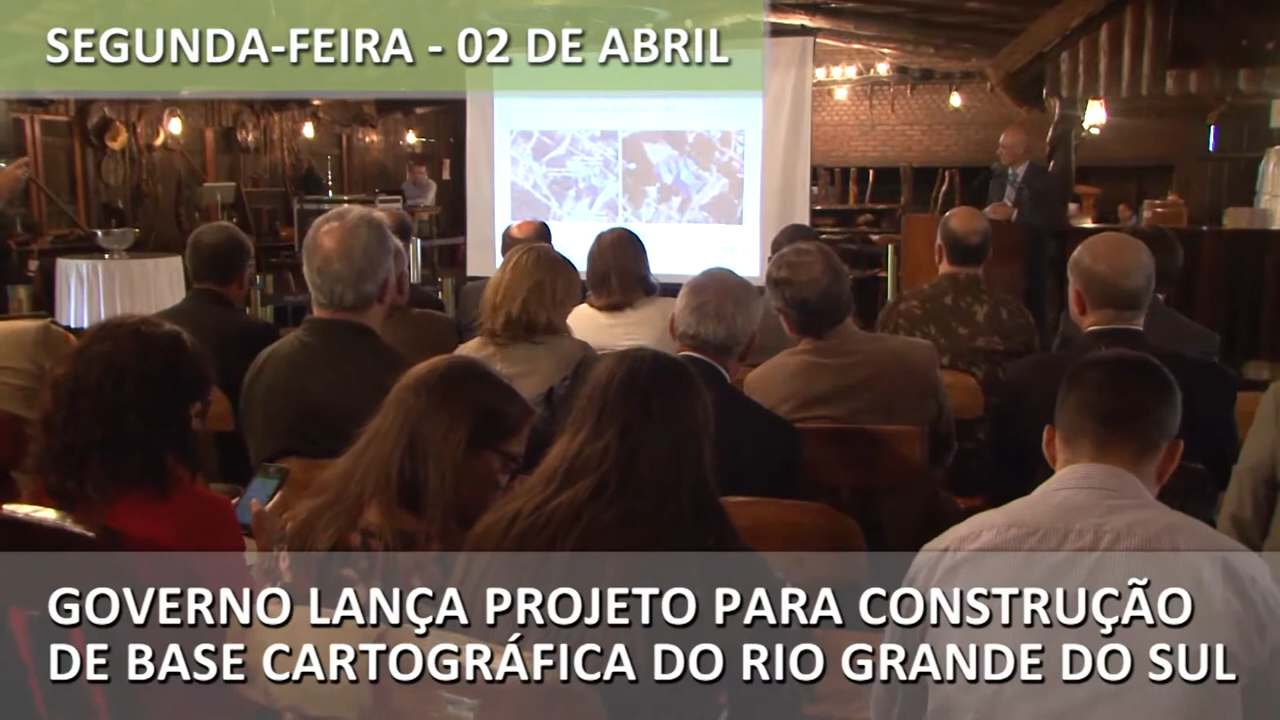 SEGUNDA-FEIRA - 02 DE ABRIL
GOVERNO LANÇA PROJETO PARA CONSTRUÇÃO
DE BASE CARTOGRÁFICA DO RIO GRANDE DO SUL